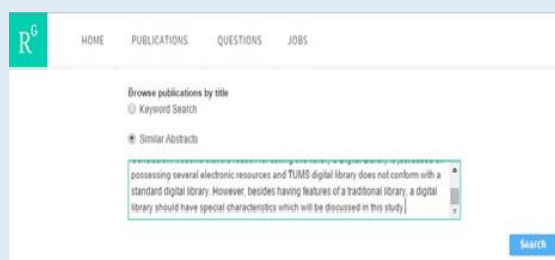 RG
HOME PUBLICATIONS QUESTIONS JOBS
Browse publications by title
Keyword Search
Similar Abstracts
possessing several electronic resources and TUMS digital library does not conform with a
standard digital library. However, besides having features of a traditional library, a digital
library should have special characteristics which will be discussed in this study.
Search